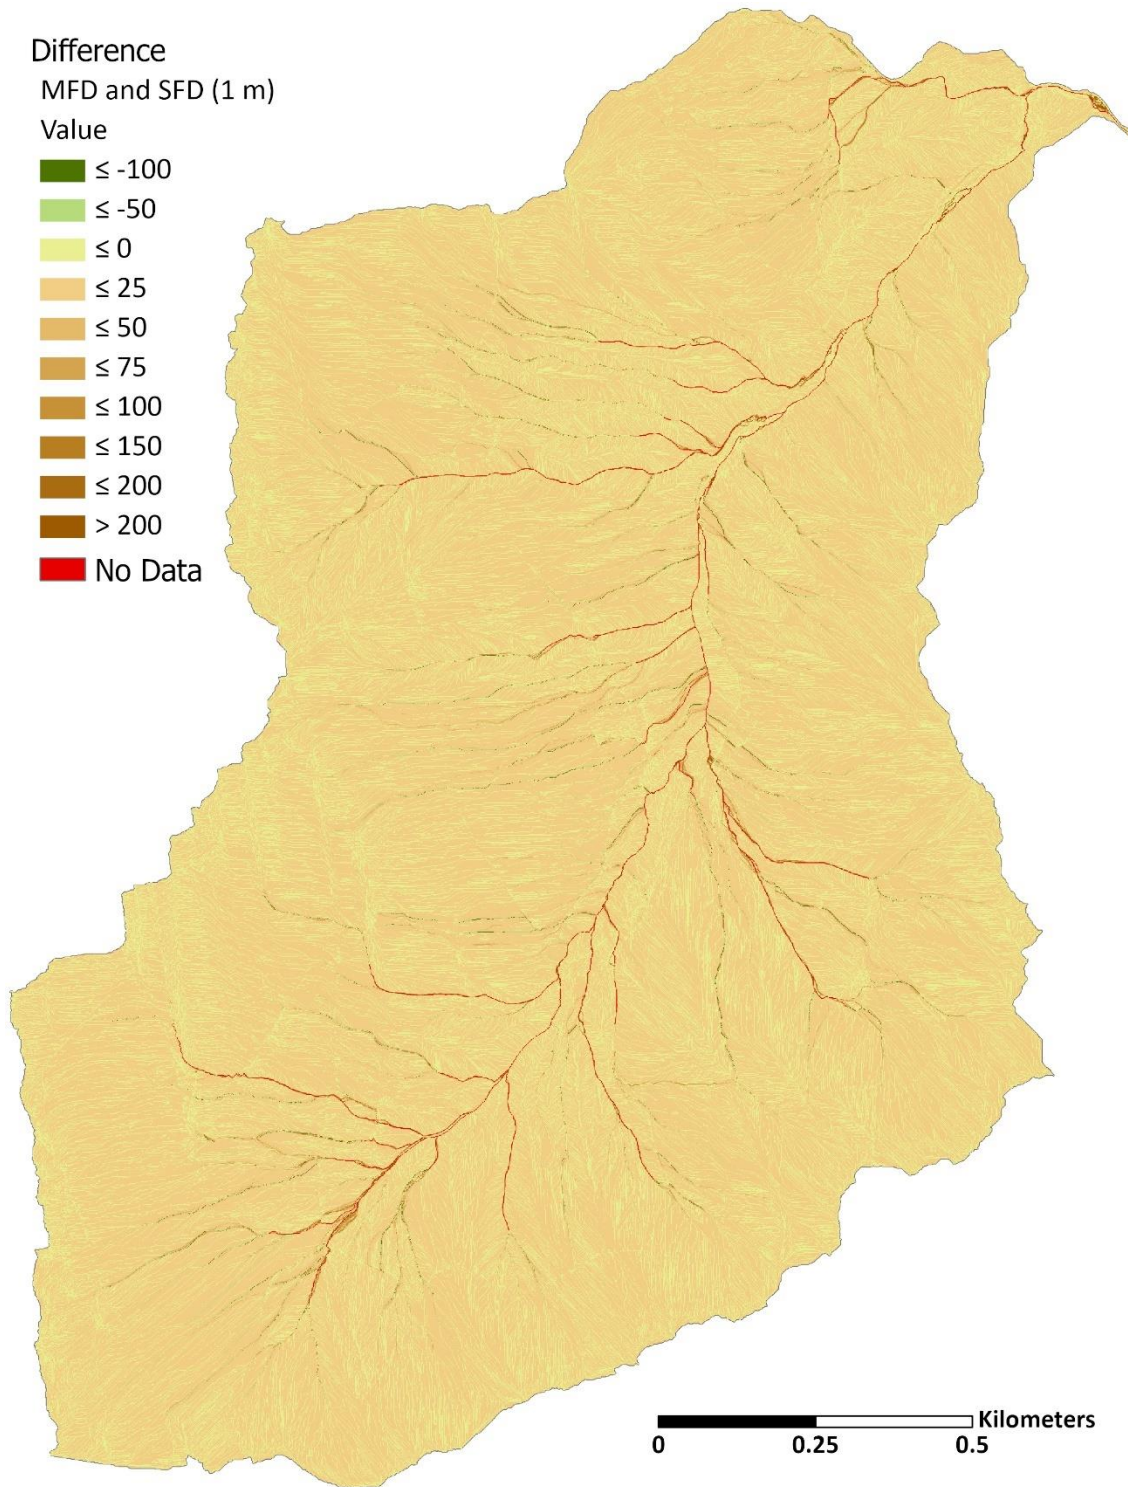 Difference
MFD and SFD (1 m)
Value
≤ -100
≤ -50
≤ 0
≤ 25
≤ 50
≤ 75
≤ 100
≤ 150
≤ 200
> 200
No Data
Kilometers
0 0.25 0.5